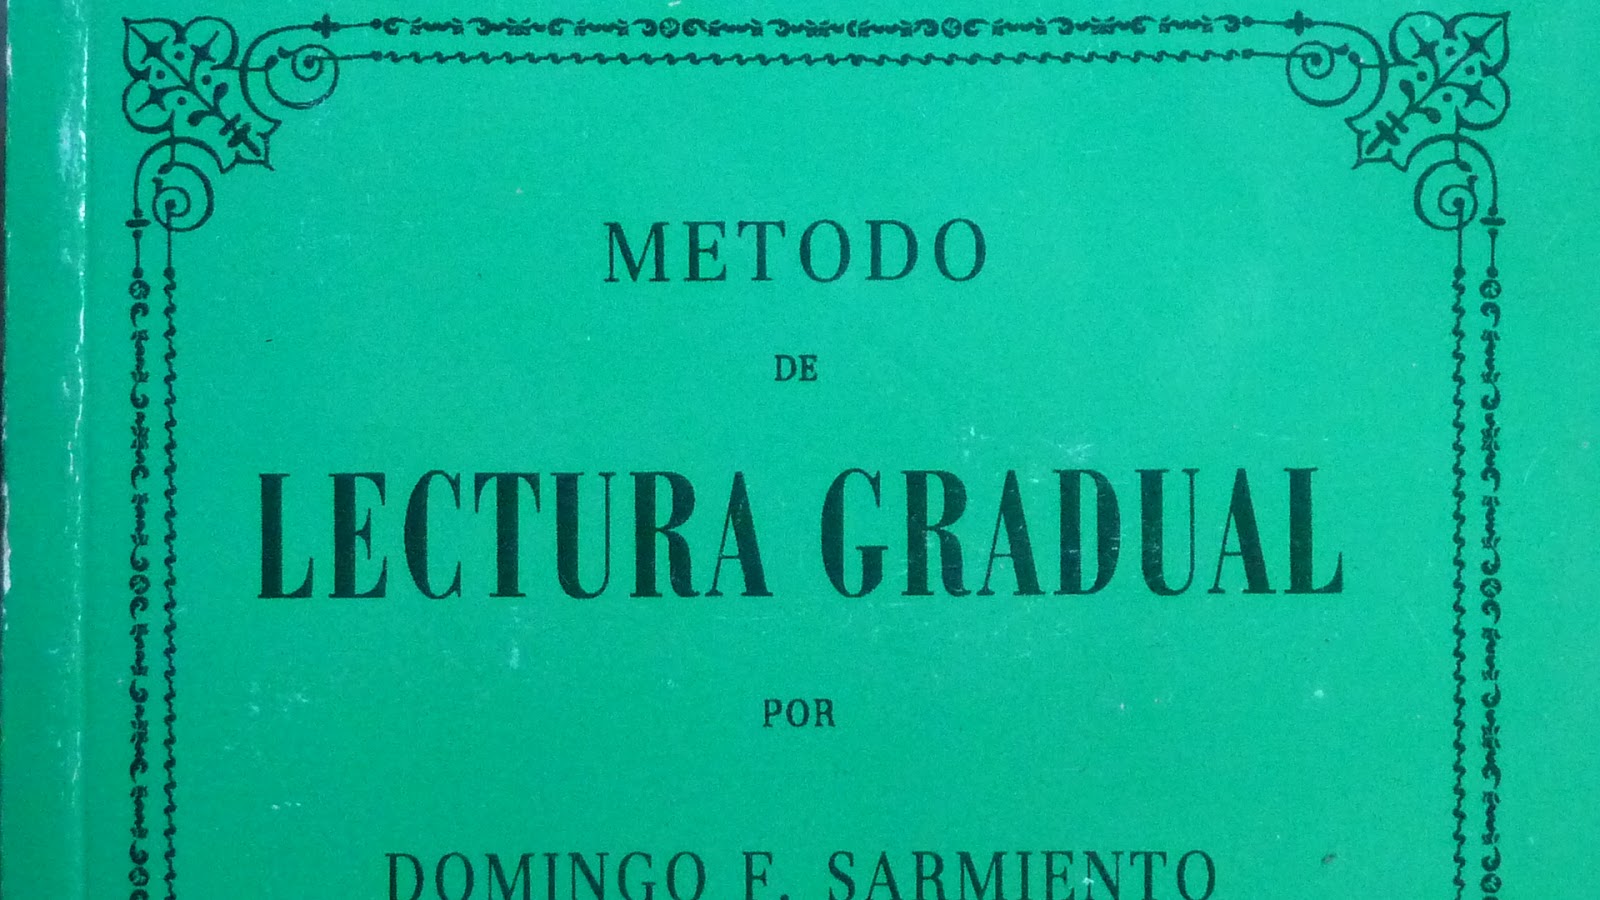 METODO
DE
LECTURA GRADUAL
POR
DOMINGO F. SARMIENTO